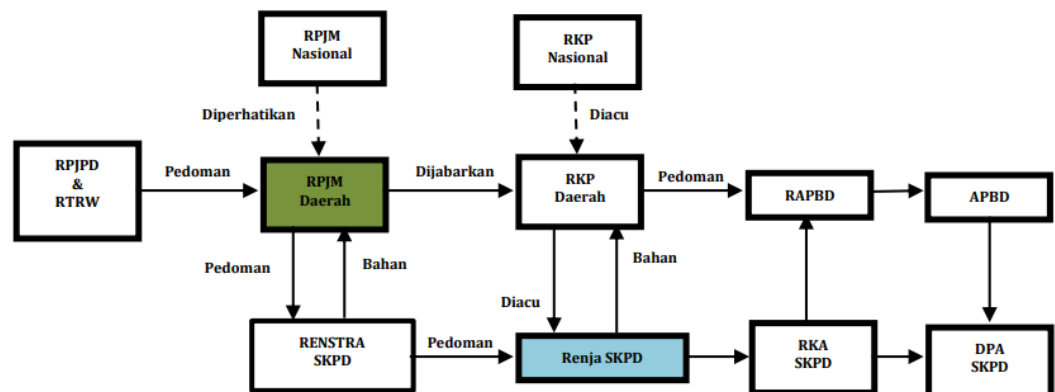 RPJM
Nasional
RKP
Nasional
Diperhatikan
Diacu
RPJPD
&
RTRW
Pedoman
RPJM
Daerah
Dijabarkan
RKP
Daerah
Pedoman
RAPBD
APBD
Pedoman
Bahan
Diacu
Bahan
RENSTRA
SKPD
Pedoman
Renja SKPD
RKA
SKPD
DPA
SKPD